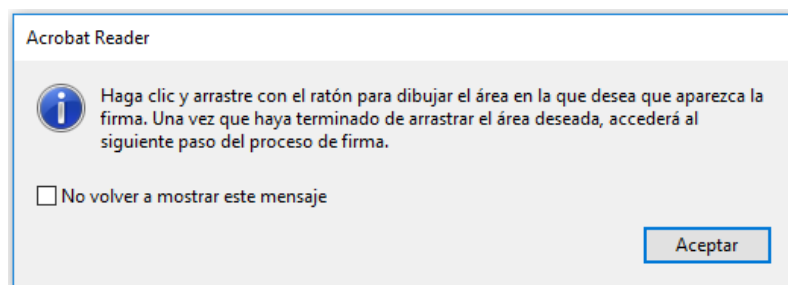 Acrobat Reader
Haga clic y arrastre con el ratón para dibujar el área en la que desea que aparezca la
firma. Una vez que haya terminado de arrastrar el área deseada, accederá al
siguiente paso del proceso de firma.
No volver a mostrar este mensaje
Aceptar